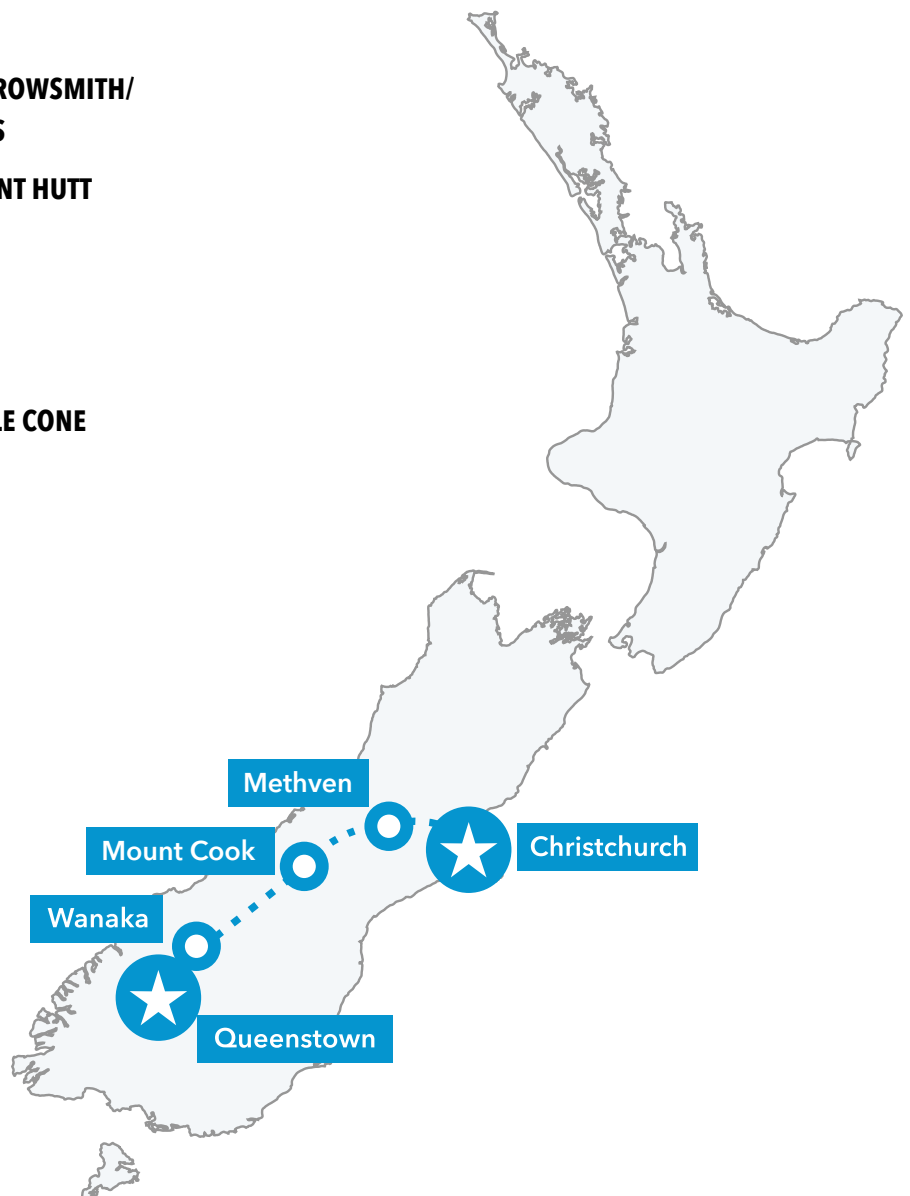 ROWSMITH/
S
NT HUTT
LE CONE
Methven
Mount Cook
Christchurch
Wanaka
Queenstown